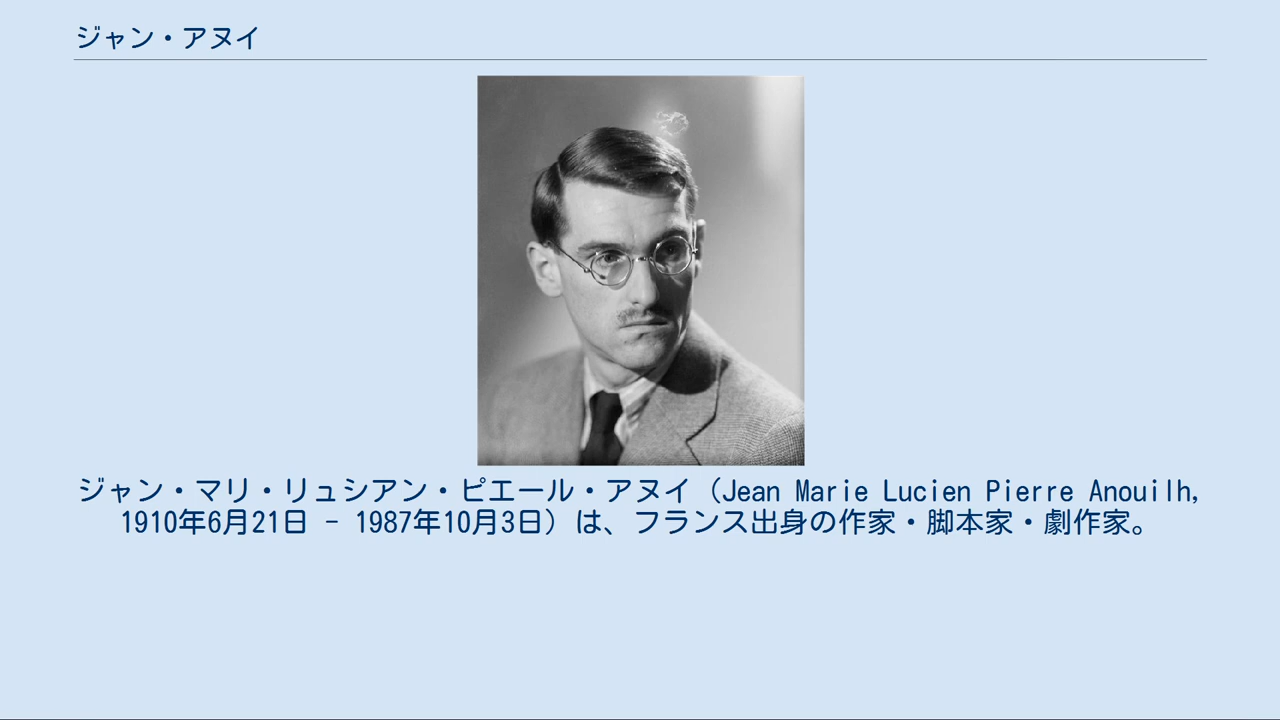 ジャン・アヌイ
ジャン・マリ・リュシアン・ピエール・アヌイ（Jean Marie Lucien Pierre Anouilh,
1910年6月21日 - 1987年10月3日）は、フランス出身の作家・脚本家・劇作家。